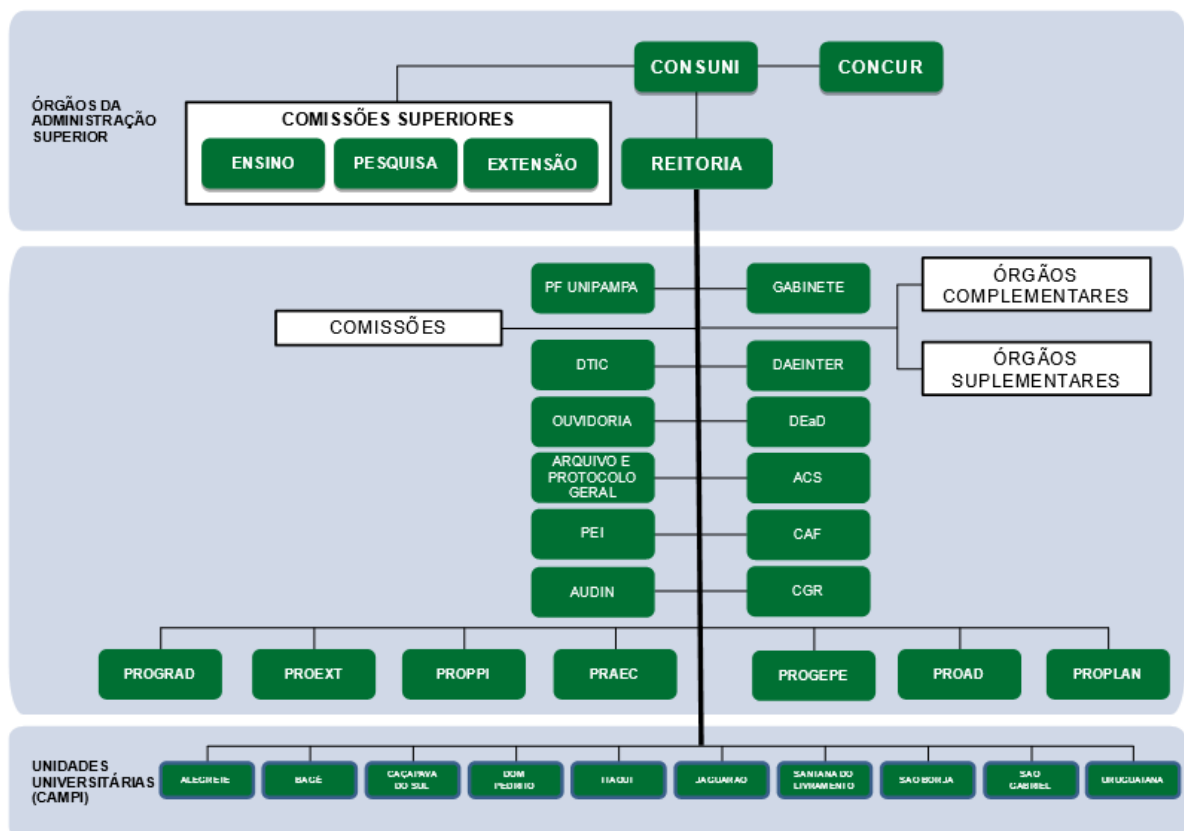 CONSUNI
CONCUR
ÓRGÃOS DA
ADMINISTRAÇÃO
SUPERIOR
COMISSÕES SUPERIORES
ENSINO
PESQUISA
EXTENSÃO
REITORIA
PF UNIPAMPA
GABINETE
ÓRGÃOS
COMPLEMENTARES
COMISSÕES
ÓRGÃOS
SUPLEMENTARES
DTIC
DAEINTER
OUVIDORIA
DEaD
ARQUIVO E
PROTOCOLO
GERAL
ACS
PEI
CAF
AUDIN
CGR
PROGRAD
PROEXT
PROPPI
PRAEC
PROGEPE
PROAD
PROPLAN
UNIDADES
UNIVERSITÁRIAS
(CAMPI)
ALEGRETE
BAGÉ
CAÇAPAVA
DO SUL
DOM
PEDRITO
ITAQUI
JAGUARÃO
SANTANA DO
LIVRAMENTO
SÃO BORJA
SÃO
GABRIEL
URUGUAIANA